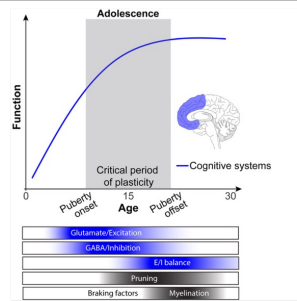 Adolescence
Function
Critical period
of plasticity
Cognitive systems
0
Puberty
onset
15
Puberty
offset
30
Age
Glutamate/Excitation
GABA/Inhibition
E/I balance
Pruning
Braking factors Myelination